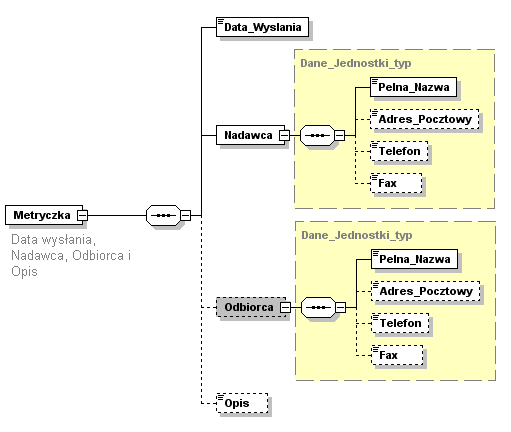 Data_Wyslania
Dane_Jednostki_typ
Pelna_Nazwa
Adres_Pocztowy
Nadawca
Telefon
Fax
Metryczka
Data wysłania,
Nadawca, Odbiorca i
Opis
Dane_Jednostki_typ
Pelna_Nazwa
Adres_Pocztowy
Odbiorca
Telefon
Fax
Opis